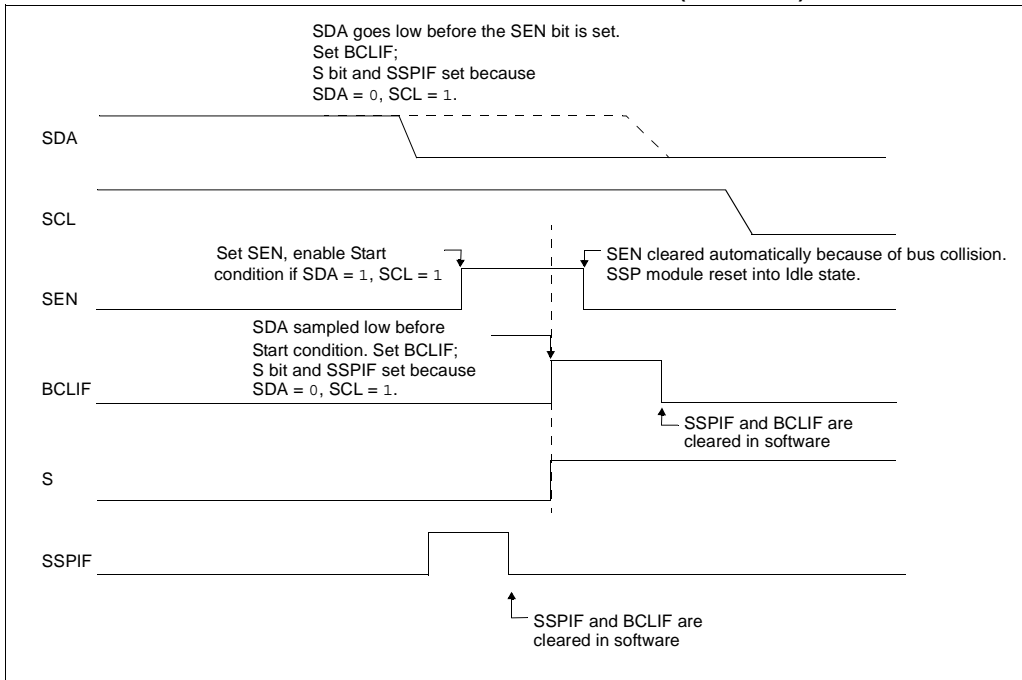 SDA goes low before the SEN bit is set.
Set BCLIF;
S bit and SSPIF set because
SDA = 0, SCL = 1.
SDA
SCL
Set SEN, enable Start
condition if SDA = 1, SCL = 1
SEN cleared automatically because of bus collision.
SSP module reset into Idle state.
SEN
SDA sampled low before
Start condition. Set BCLIF;
S bit and SSPIF set because
SDA = 0, SCL = 1.
BCLIF
SSPIF and BCLIF are
cleared in software
S
SSPIF
SSPIF and BCLIF are
cleared in software